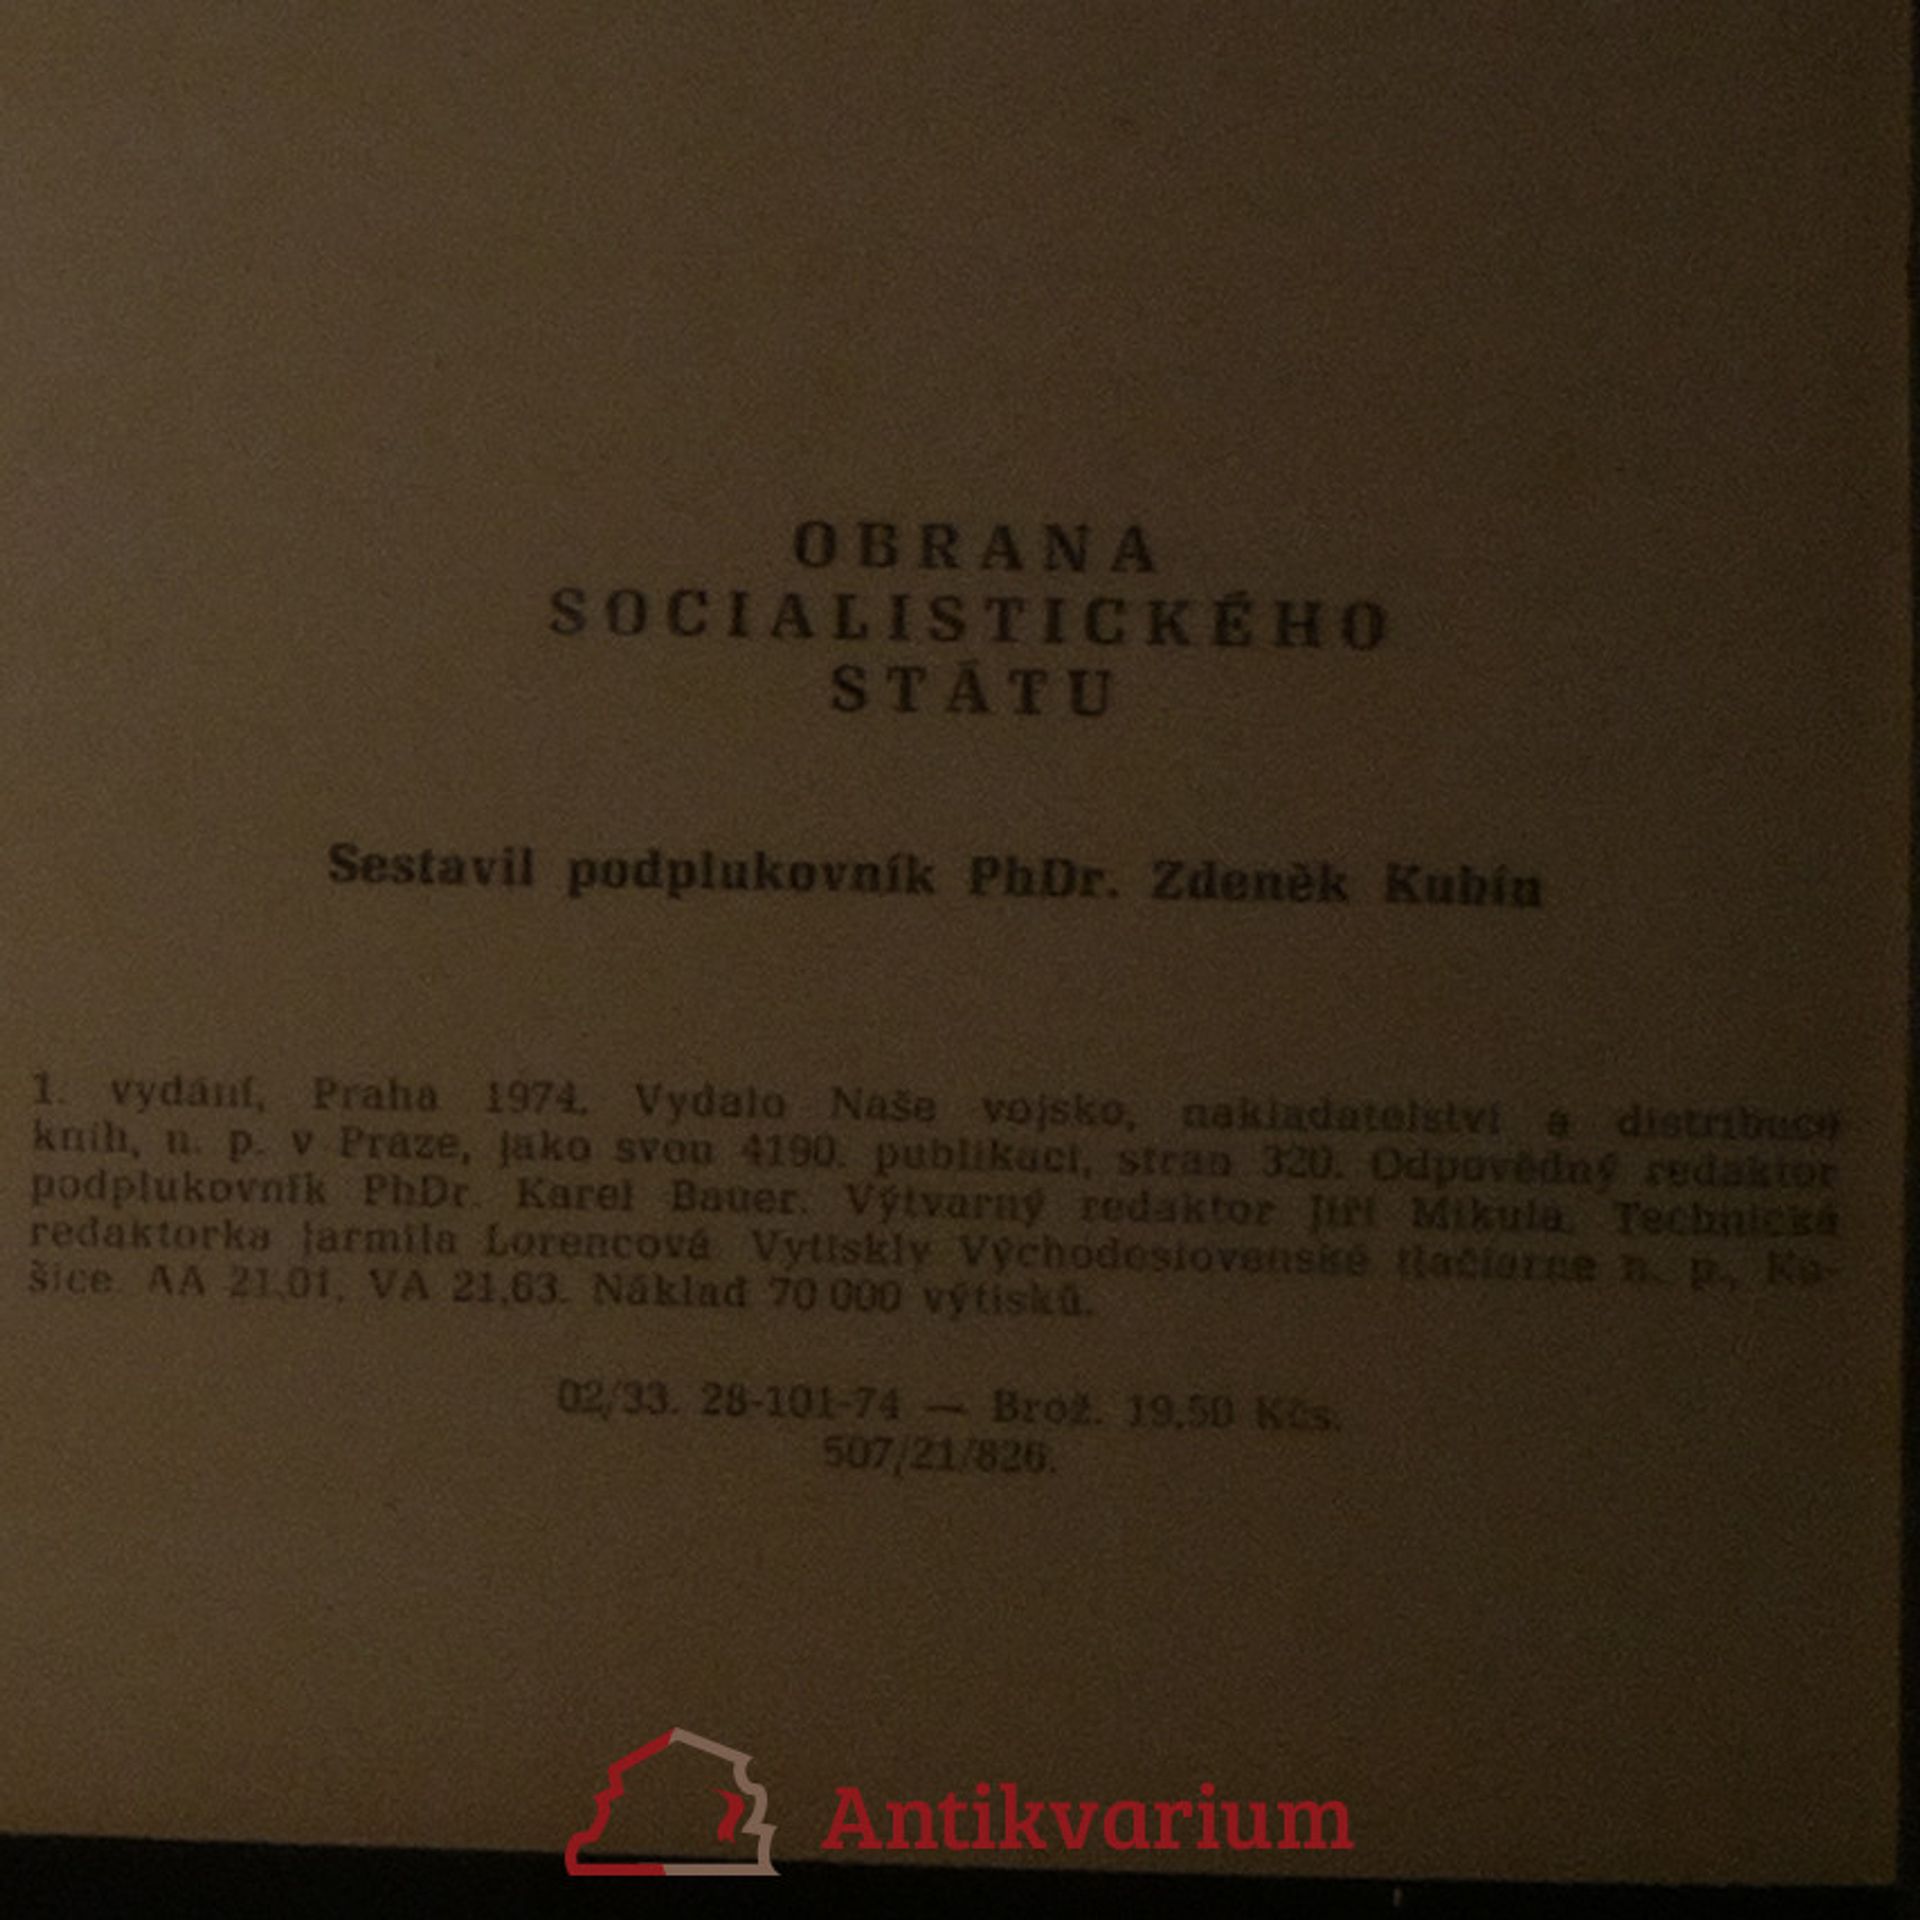 OBRANA
SOCIALISTICKÉHO
STÁTU
Sestavil podplukovník PhDr. Zdeněk Kubín
1. vydání, Praha 1974. Vydalo Naše vojsko, nakladatelství a distribuce
knih, n. p. v Praze, jako svou 4190. publikaci, stran 320. Odpovědný redaktor
podplukovník PhDr. Karel Bauer. Výtvarný redaktor Jiří Mikula. Technická
redaktorka Jarmila Lorencová. Vytiskly Východoslovenské tlačiarne n. p., Ko-
šice. AA 21,01, VA 21,63. Náklad 70 000 výtisků.
02/33. 28-101-74 — Brož. 19,50 Kčs.
507/21/826.
Antikvarium